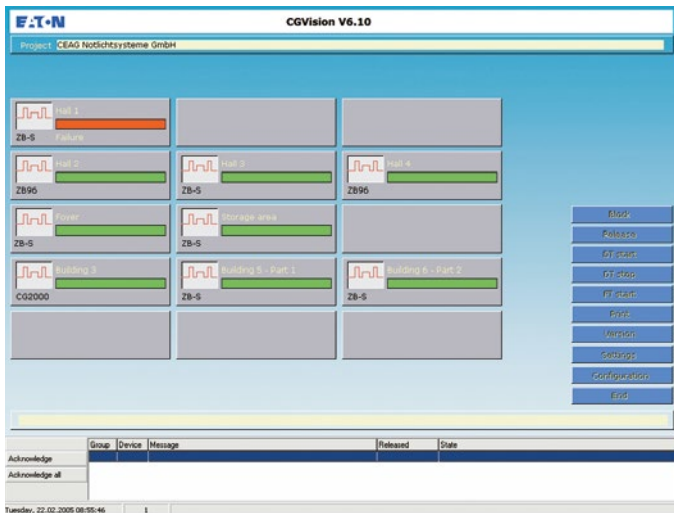 EATON
CGVision V6.10
Project CEAG Notlichtsysteme GmbH
Hall 1
ZB-S Failure
Hall 2
ZB96
Hall 3
ZB-S
Hall 4
ZB96
Foyer
ZB-S
Storage area
ZB-S
Building 3
CG2000
Building 5 - Part 1
ZB-S
Building 6 - Part 2
ZB-S
Block
Release
BT start
BT stop
FT start
Print
Version
Settings
Configuration
End
Group Device Message Released State
Acknowledge
Acknowledge all
Tuesday, 22.02.2005 08:55:46 1